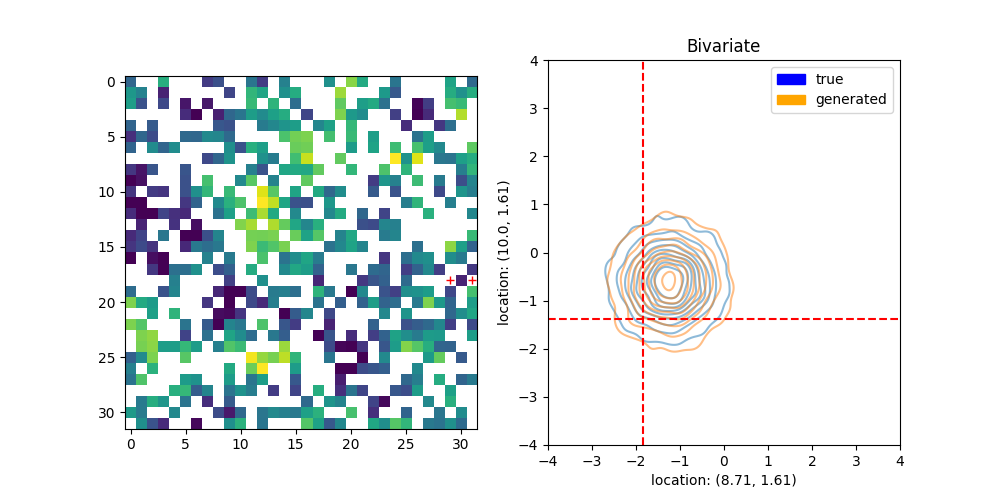 Bivariate
0
5
10
15
20
25
30
0 5 10 15 20 25 30
4
3
2
1
0
−1
−2
−3
−4
−4 −3 −2 −1 0 1 2 3 4
true
generated
location: (10.0, 1.61)
location: (8.71, 1.61)